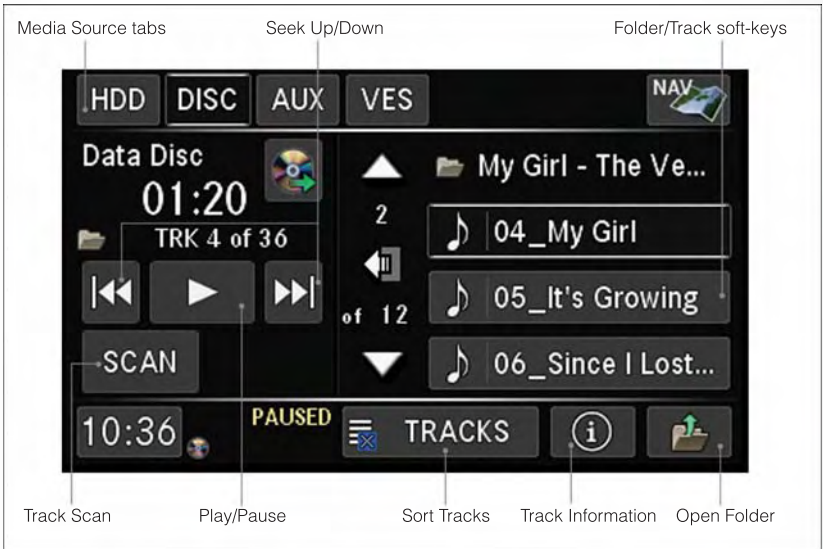 Media Source tabs
Seek Up/Down
Folder/Track soft-keys
HDD
DISC
AUX
VES
NAV
Data Disc
01:20
TRK 4 of 36
2
of 12
My Girl - The Ve...
04_My Girl
05_It's Growing
06_Since I Lost...
SCAN
10:36
PAUSED
TRACKS
i
Track Scan
Play/Pause
Sort Tracks
Track Information
Open Folder